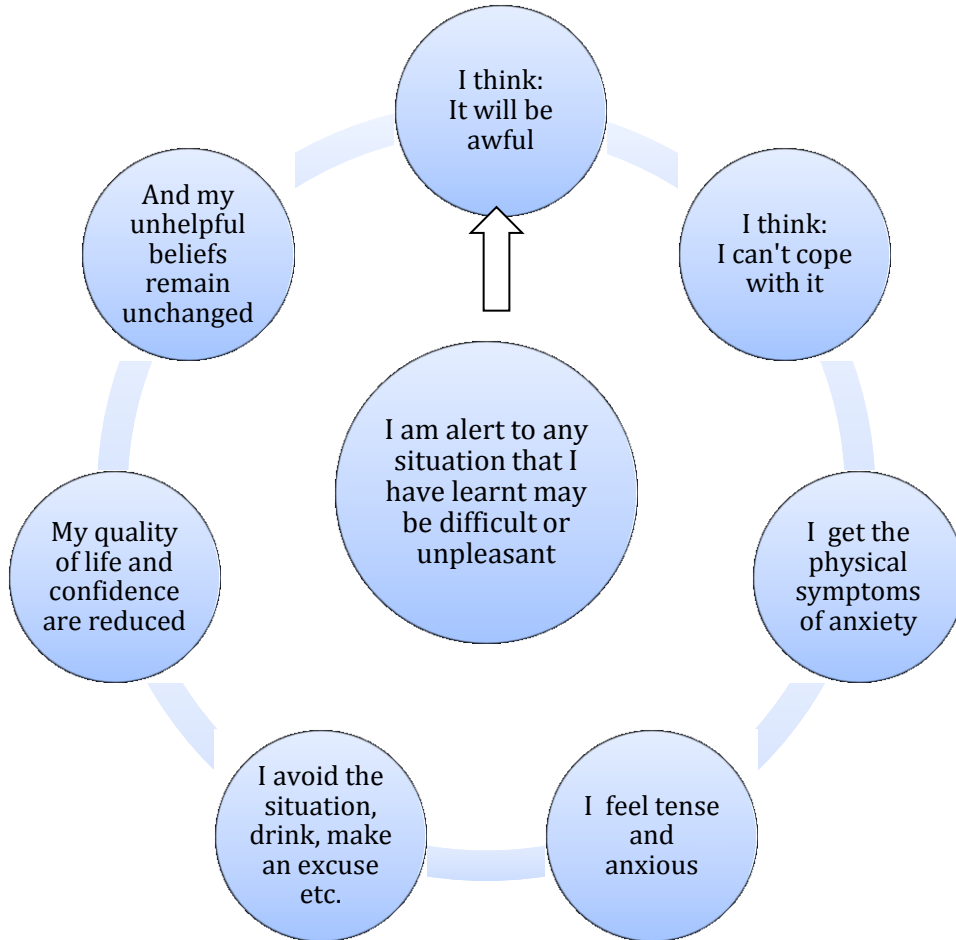 I think:
It will be
awful
I think:
I can't cope
with it
I get the
physical
symptoms
of anxiety
I feel tense
and
anxious
I avoid the
situation,
drink, make
an excuse
etc.
My quality
of life and
confidence
are reduced
And my
unhelpful
beliefs
remain
unchanged
I am alert to any
situation that I
have learnt may
be difficult or
unpleasant